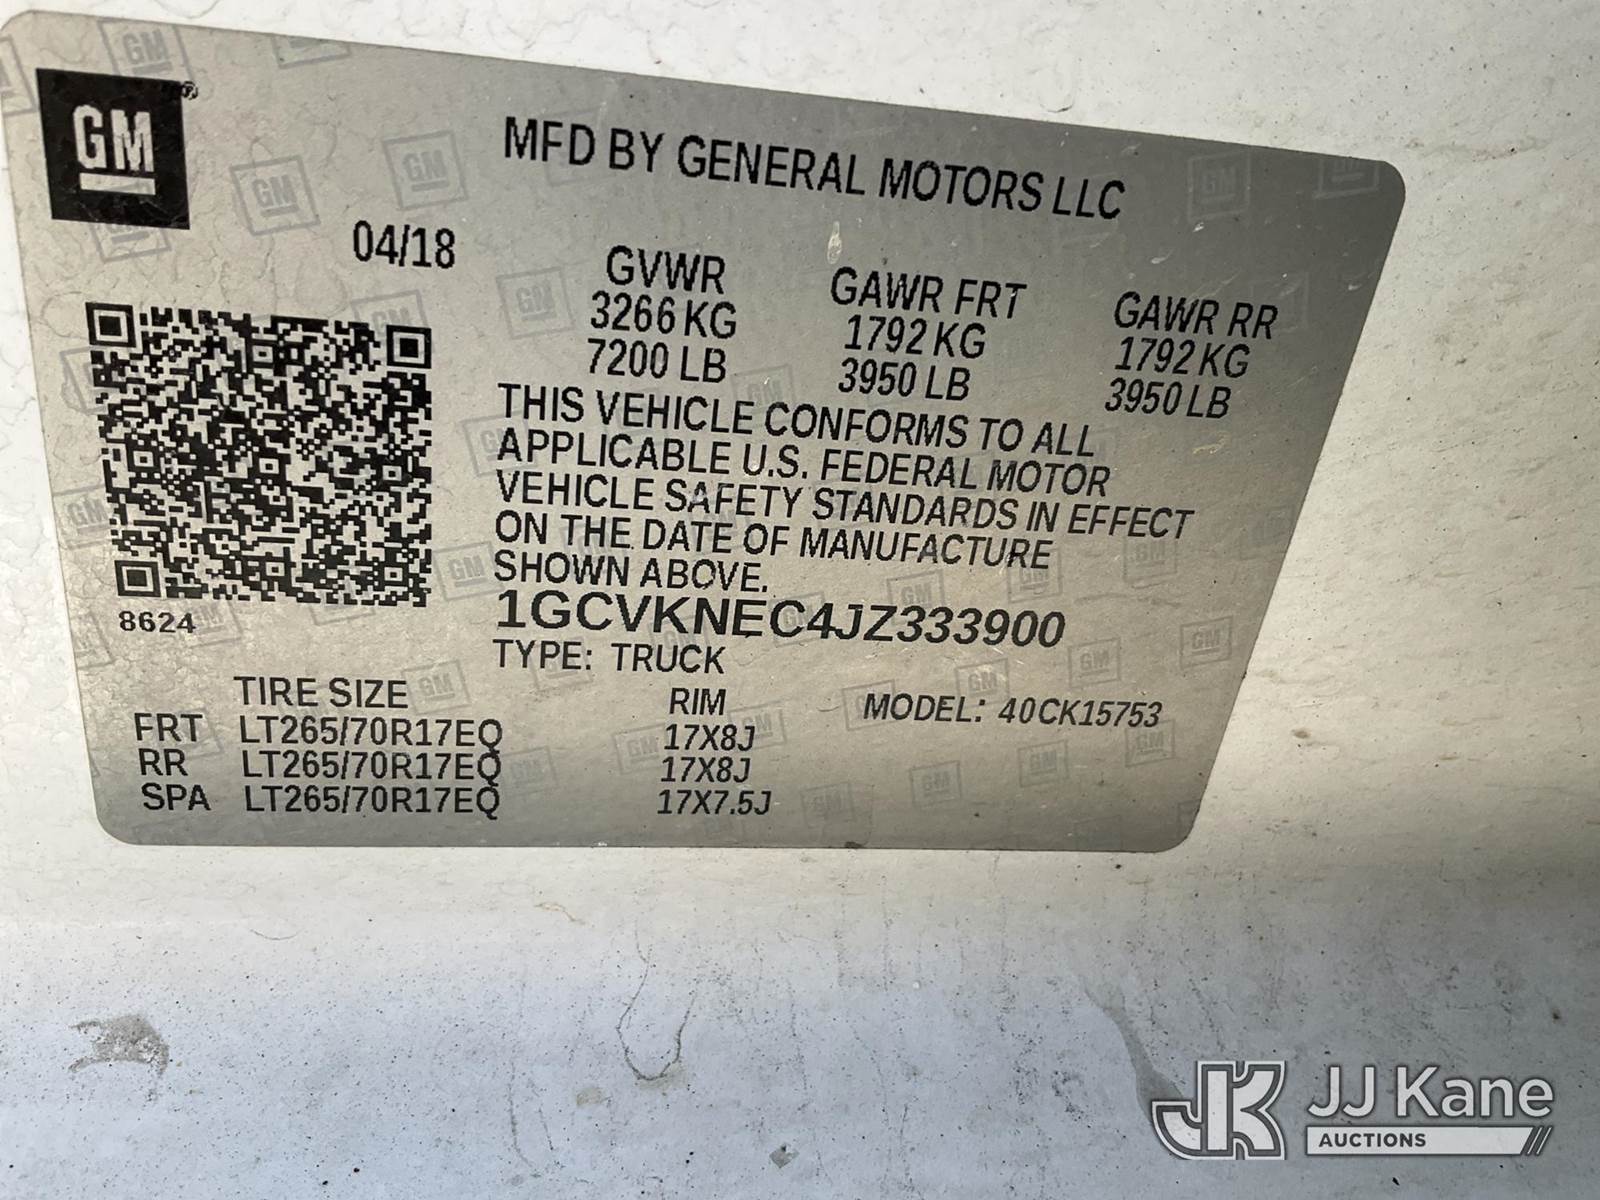 GM
MFD BY GENERAL MOTORS LLC
04/18
GVWR GAWR FRT GAWR RR
3266 KG 1792 KG 1792 KG
7200 LB 3950 LB 3950 LB
THIS VEHICLE CONFORMS TO ALL
APPLICABLE U.S. FEDERAL MOTOR
VEHICLE SAFETY STANDARDS IN EFFECT
ON THE DATE OF MANUFACTURE
SHOWN ABOVE.
8624
1GCVKNEC4JZ333900
TYPE: TRUCK
TIRE SIZE RIM MODEL: 40CK15753
FRT LT265/70R17EQ 17X8J
RR LT265/70R17EQ 17X8J
SPA LT265/70R17EQ 17X7.5J
JK JJ Kane
AUCTIONS